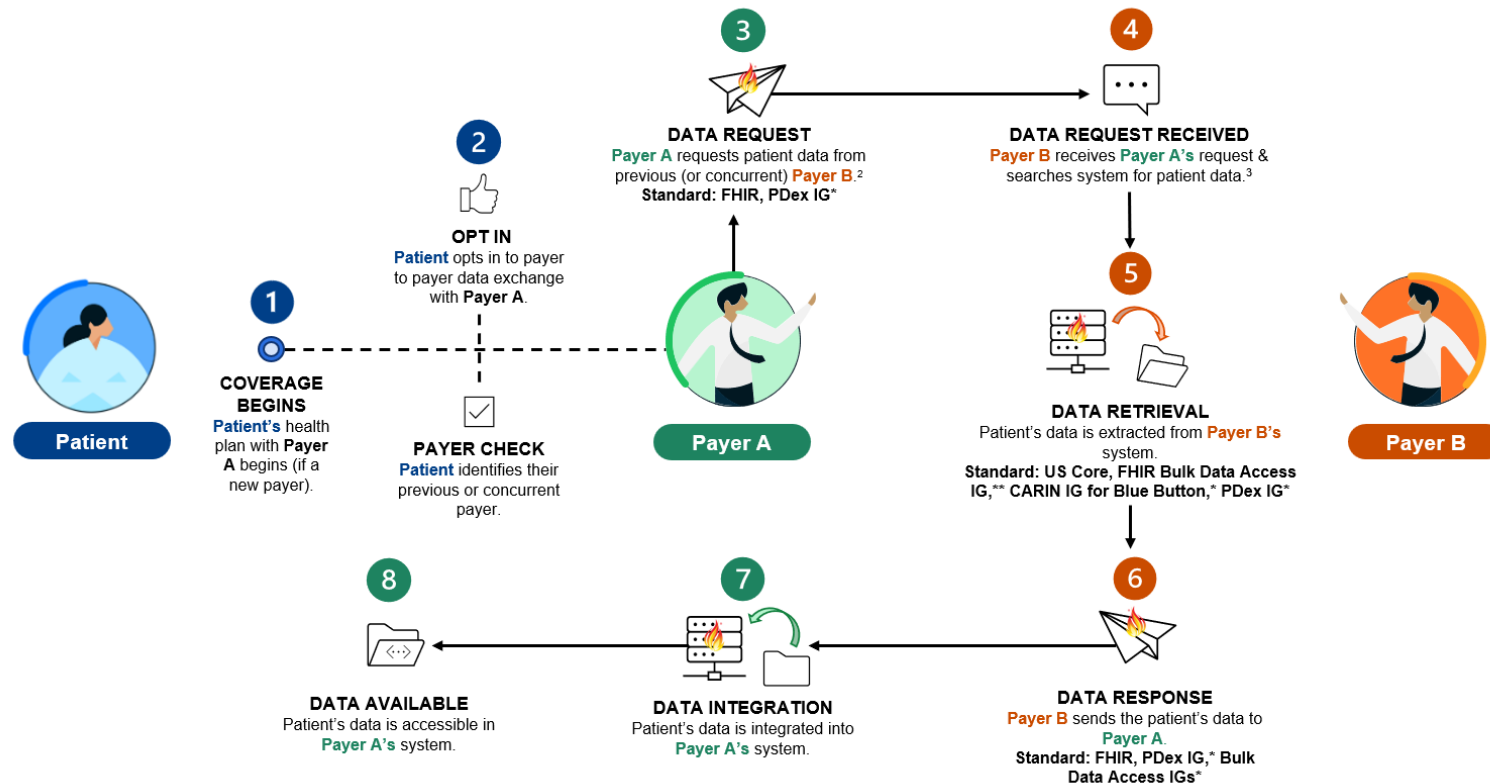 3
DATA REQUEST
Payer A requests patient data from
previous (or concurrent) Payer B.²
Standard: FHIR, PDex IG*
4
DATA REQUEST RECEIVED
Payer B receives Payer A's request &
searches system for patient data.³
2
OPT IN
Patient opts in to payer
to payer data exchange
with Payer A.
1
COVERAGE
BEGINS
Patient's health
plan with Payer
A begins (if a
new payer).
PAYER CHECK
Patient identifies their
previous or concurrent
payer.
Patient
Payer A
Payer B
5
DATA RETRIEVAL
Patient's data is extracted from Payer B's
system.
Standard: US Core, FHIR Bulk Data Access
IG,** CARIN IG for Blue Button,* PDex IG*
6
DATA RESPONSE
Payer B sends the patient's data to
Payer A.
Standard: FHIR, PDex IG,* Bulk
Data Access IGs*
7
DATA INTEGRATION
Patient's data is integrated into
Payer A's system.
8
DATA AVAILABLE
Patient's data is accessible in
Payer A's system.